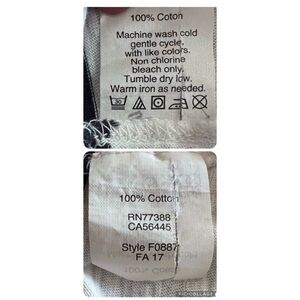 100% Coton
Machine wash cold
gentle cycle,
with like colors.
Non chlorine
bleach only.
Tumble dry low.
Warm iron as needed.
100% Cotton
RN77388
CA56445
Style F0887
FA 17